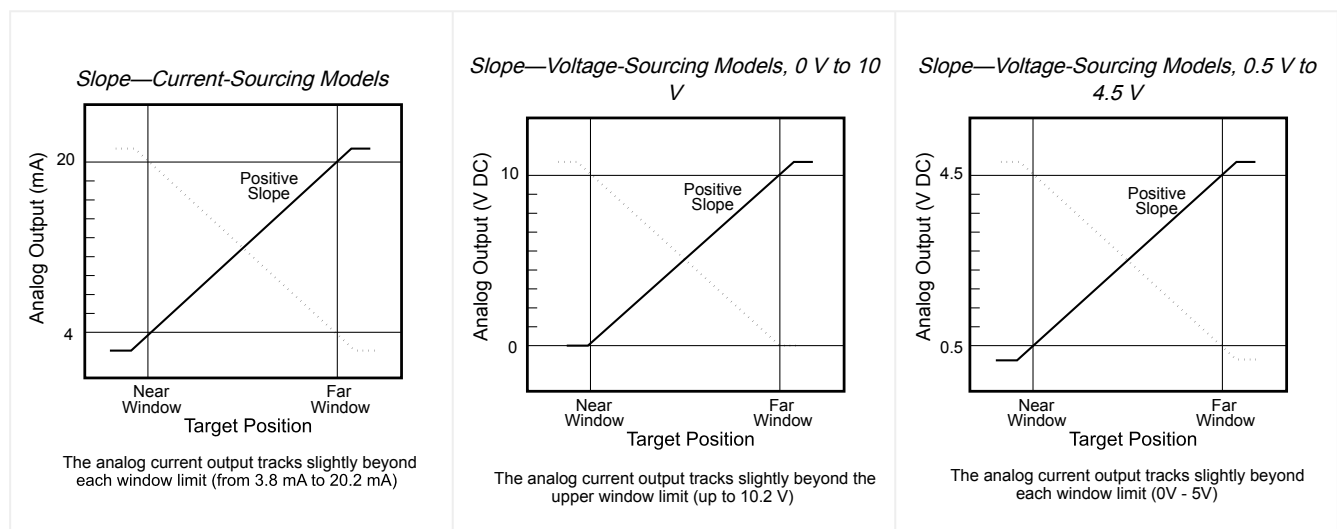 Slope—Current-Sourcing Models
20
Positive
Slope
4
Analog Output (mA)
Near
Window
Far
Window
Target Position
The analog current output tracks slightly beyond
each window limit (from 3.8 mA to 20.2 mA)
Slope—Voltage-Sourcing Models, 0 V to 10
V
10
Positive
Slope
0
Analog Output (V DC)
Near
Window
Far
Window
Target Position
The analog current output tracks slightly beyond the
upper window limit (up to 10.2 V)
Slope—Voltage-Sourcing Models, 0.5 V to
4.5 V
4.5
Positive
Slope
0.5
Analog Output (V DC)
Near
Window
Far
Window
Target Position
The analog current output tracks slightly beyond
each window limit (0V - 5V)